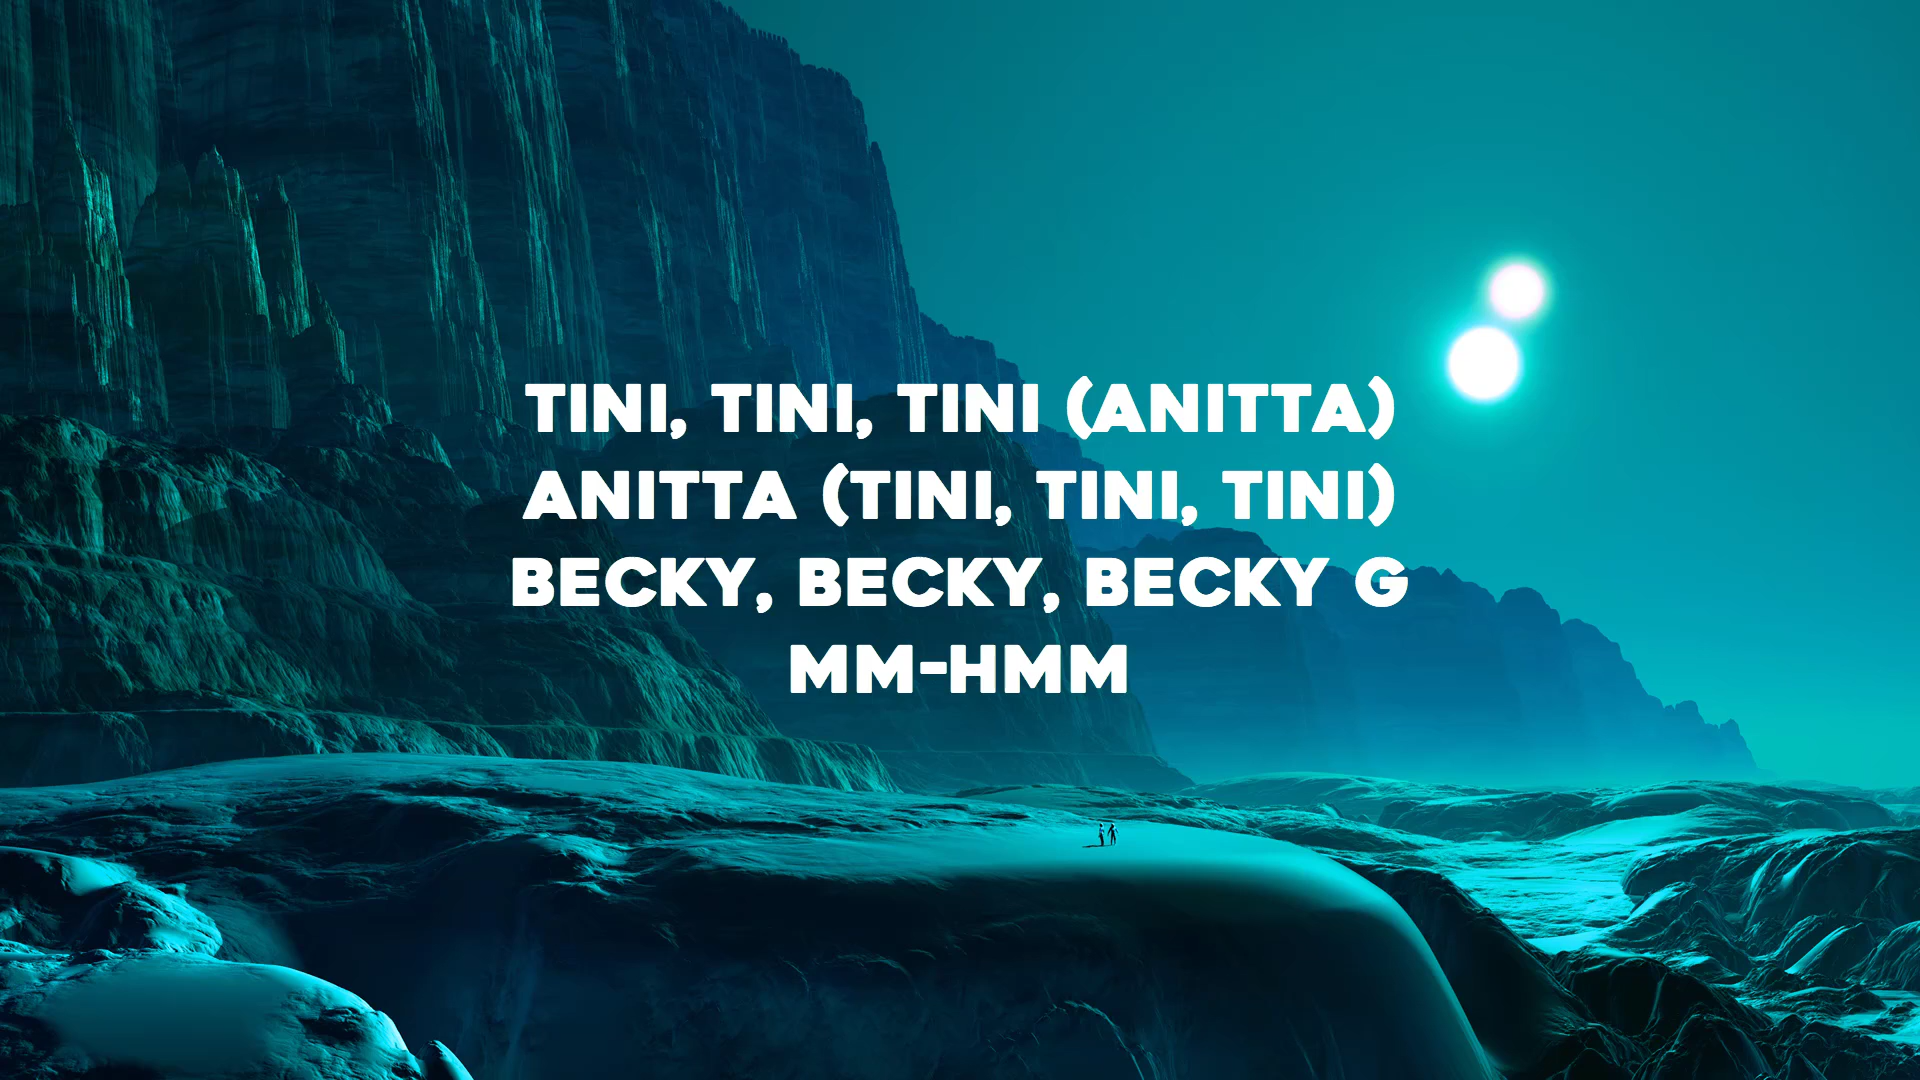 TINI, TINI, TINI (ANITTA)
ANITTA (TINI, TINI, TINI)
BECKY, BECKY, BECKY G
MM-HMM